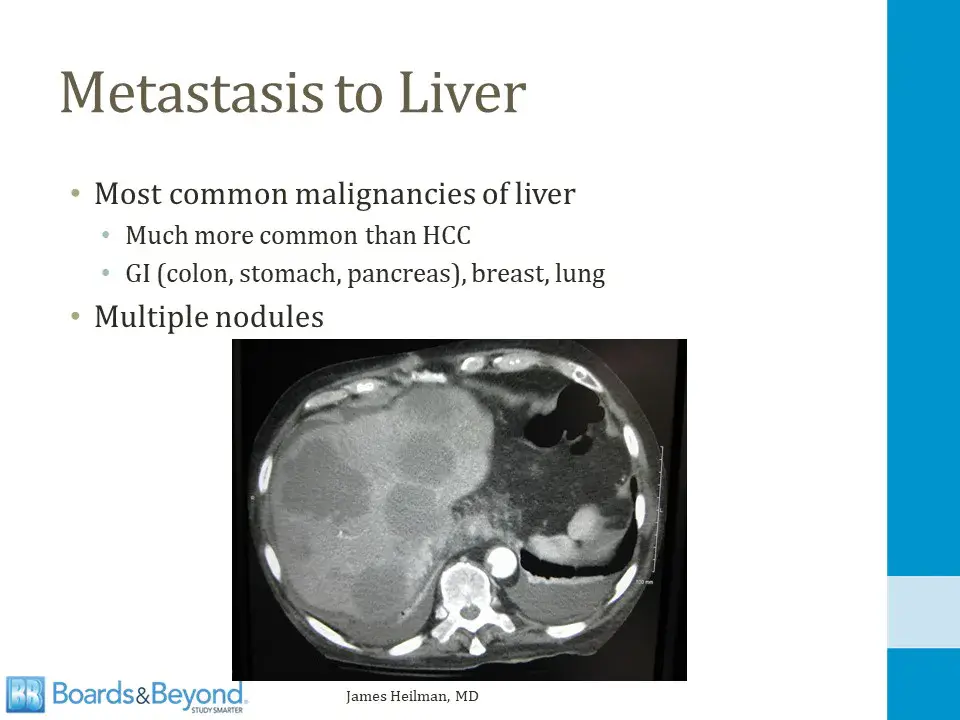 Metastasis to Liver
• Most common malignancies of liver
• Much more common than HCC
• GI (colon, stomach, pancreas), breast, lung
• Multiple nodules
BB Boards&Beyond.
STUDY SMARTER
James Heilman, MD